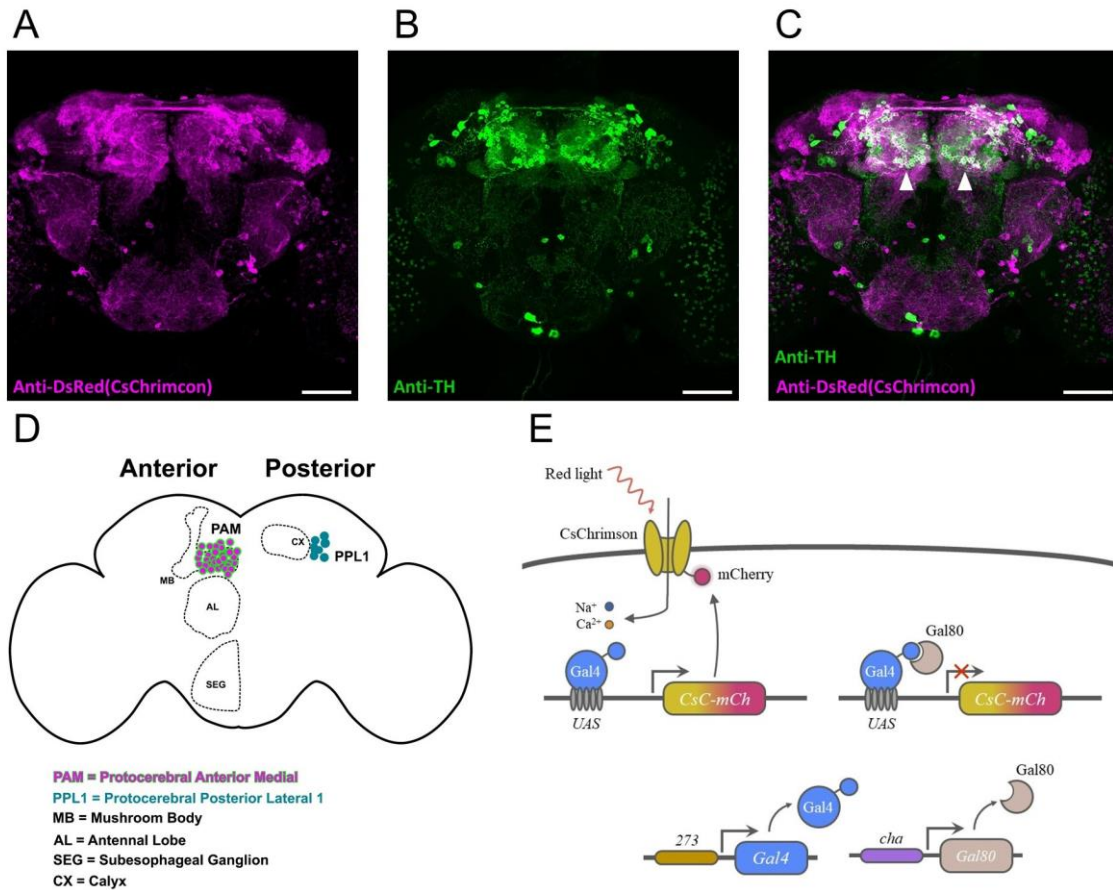 A
B
C
Anti-DsRed(CsChrimcon)
Anti-TH
Anti-TH
Anti-DsRed(CsChrimcon)
D
Anterior
Posterior
PAM
CX
PPL1
MB
AL
SEG
PAM = Protocerebral Anterior Medial
PPL1 = Protocerebral Posterior Lateral 1
MB = Mushroom Body
AL = Antennal Lobe
SEG = Subesophageal Ganglion
CX = Calyx
E
Red light
CsChrimson
mCherry
Na⁺
Ca²⁺
Gal4
UAS
CsC-mCh
Gal80
Gal4
UAS
CsC-mCh
273
Gal4
Gal4
cha
Gal80
Gal80